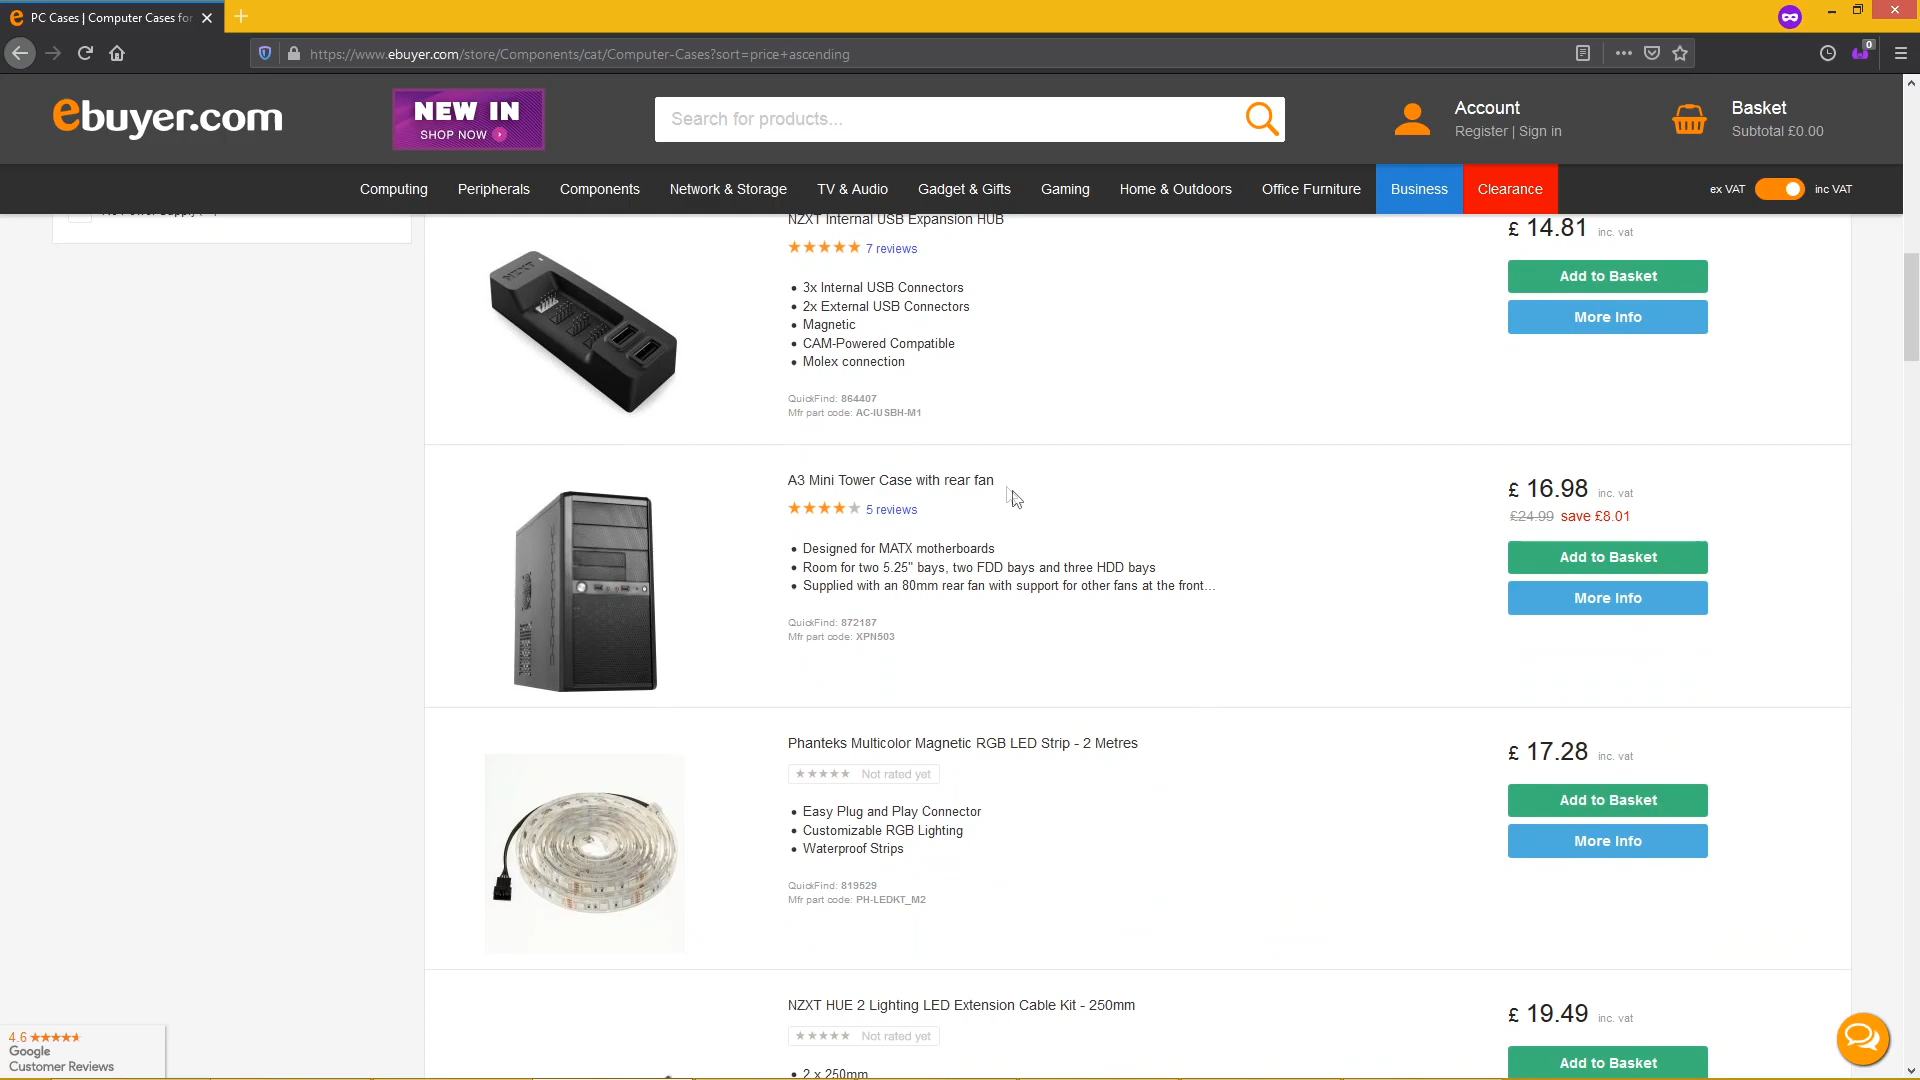 PC Cases | Computer Cases for
https://www.ebuyer.com/store/Components/cat/Computer-Cases?sort=price+ascending
0
ebuyer.com
NEW IN
SHOP NOW
Search for products...
Account
Register | Sign in
Basket
Subtotal £0.00
Computing
Peripherals
Components
Network & Storage
TV & Audio
Gadget & Gifts
Gaming
Home & Outdoors
Office Furniture
Business
Clearance
ex VAT
inc VAT
NZXT Internal USB Expansion HUB
7 reviews
3x Internal USB Connectors
2x External USB Connectors
Magnetic
CAM-Powered Compatible
Molex connection
QuickFind: 864407
Mfr part code: AC-IUSBH-M1
£ 14.81 inc. vat
Add to Basket
More Info
NZXT
A3 Mini Tower Case with rear fan
5 reviews
Designed for MATX motherboards
Room for two 5.25" bays, two FDD bays and three HDD bays
Supplied with an 80mm rear fan with support for other fans at the front...
QuickFind: 872187
Mfr part code: XPN503
£ 16.98 inc. vat
£24.99 save £8.01
Add to Basket
More Info
Phanteks Multicolor Magnetic RGB LED Strip - 2 Metres
Not rated yet
Easy Plug and Play Connector
Customizable RGB Lighting
Waterproof Strips
QuickFind: 819529
Mfr part code: PH-LEDKT_M2
£ 17.28 inc. vat
Add to Basket
More Info
NZXT HUE 2 Lighting LED Extension Cable Kit - 250mm
Not rated yet
2 x 250mm
£ 19.49 inc. vat
Add to Basket
4.6
Google
Customer Reviews